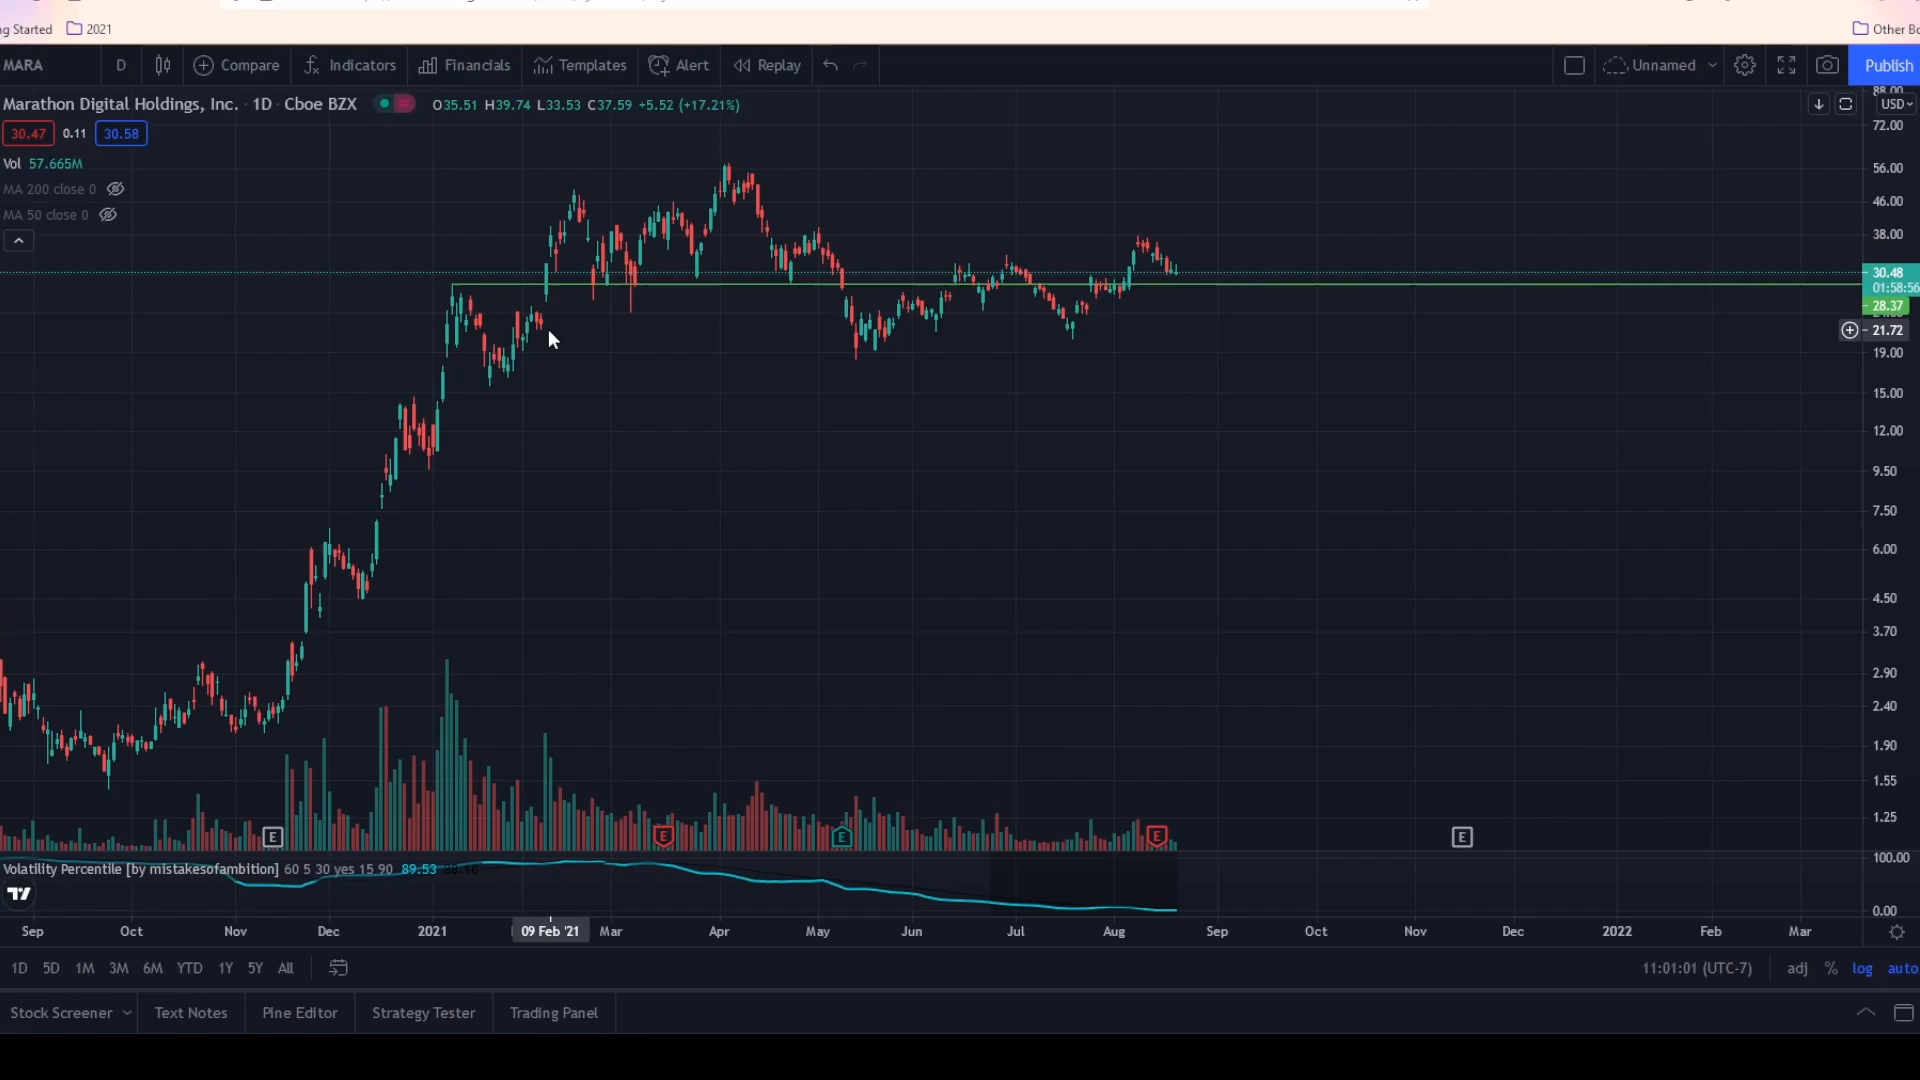 ng Started 2021 Other Bo
MARA D Compare Indicators Financials Templates Alert Replay Unnamed Publish
Marathon Digital Holdings, Inc. · 1D · Cboe BZX O35.51 H39.74 L33.53 C37.59 +5.52 (+17.21%) USD
88.00
72.00
30.47 0.11 30.58
Vol 57.665M
56.00
MA 200 close 0
46.00
MA 50 close 0
38.00
30.48
01:58:56
28.37
21.72
19.00
15.00
12.00
9.50
7.50
6.00
4.50
3.70
2.90
2.40
1.90
1.55
1.25
E E E E E
100.00
Volatility Percentile [by mistakesofambition] 60 5 30 yes 15 90 89.53
0.00
Sep Oct Nov Dec 2021 09 Feb '21 Mar Apr May Jun Jul Aug Sep Oct Nov Dec 2022 Feb Mar
1D 5D 1M 3M 6M YTD 1Y 5Y All 11:01:01 (UTC-7) adj % log auto
Stock Screener Text Notes Pine Editor Strategy Tester Trading Panel